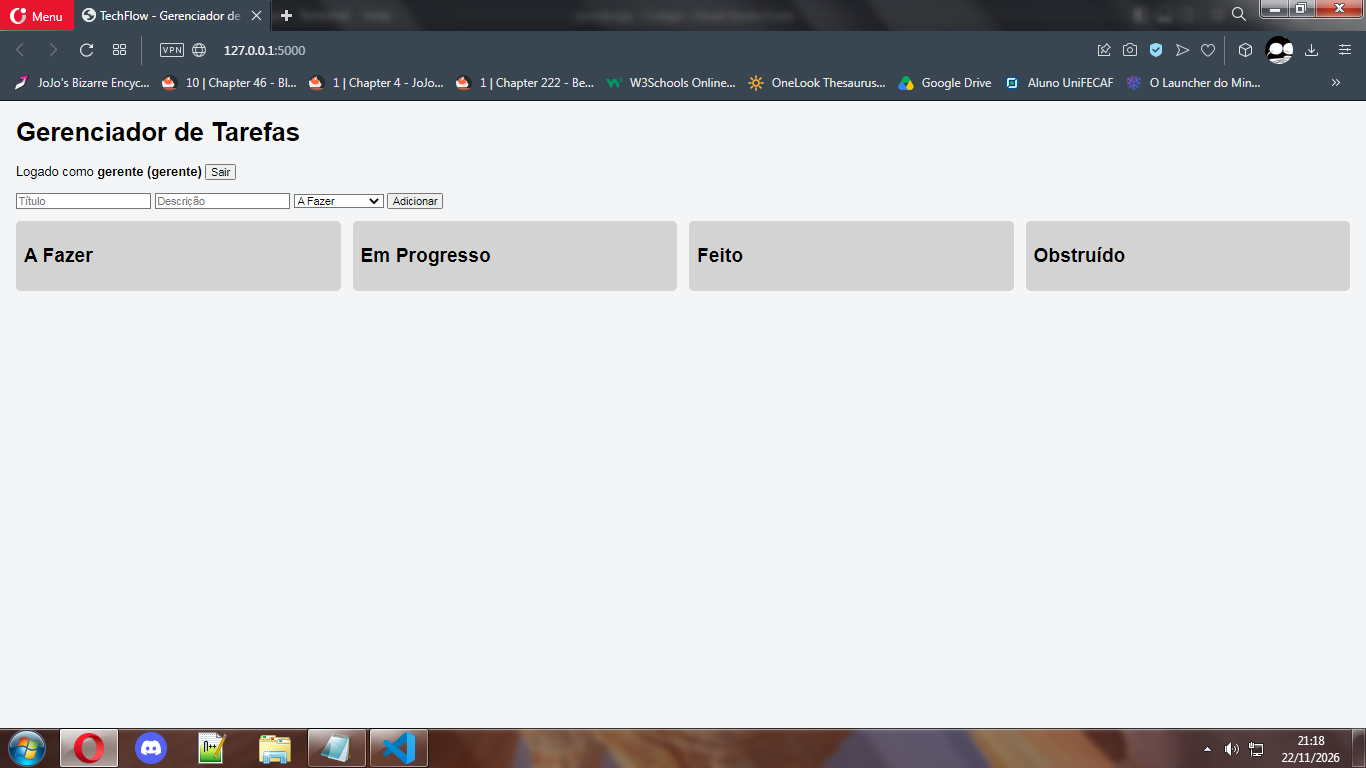 Menu
TechFlow - Gerenciador de
VPN
127.0.0.1:5000
JoJo's Bizarre Encyc...
10 | Chapter 46 - Bl...
1 | Chapter 4 - JoJo...
1 | Chapter 222 - Be...
W3Schools Online...
OneLook Thesaurus...
Google Drive
Aluno UniFECAF
O Launcher do Min...
Gerenciador de Tarefas
Logado como gerente (gerente) Sair
Título Descrição A Fazer Adicionar
A Fazer
Em Progresso
Feito
Obstruído
21:18
22/11/2026